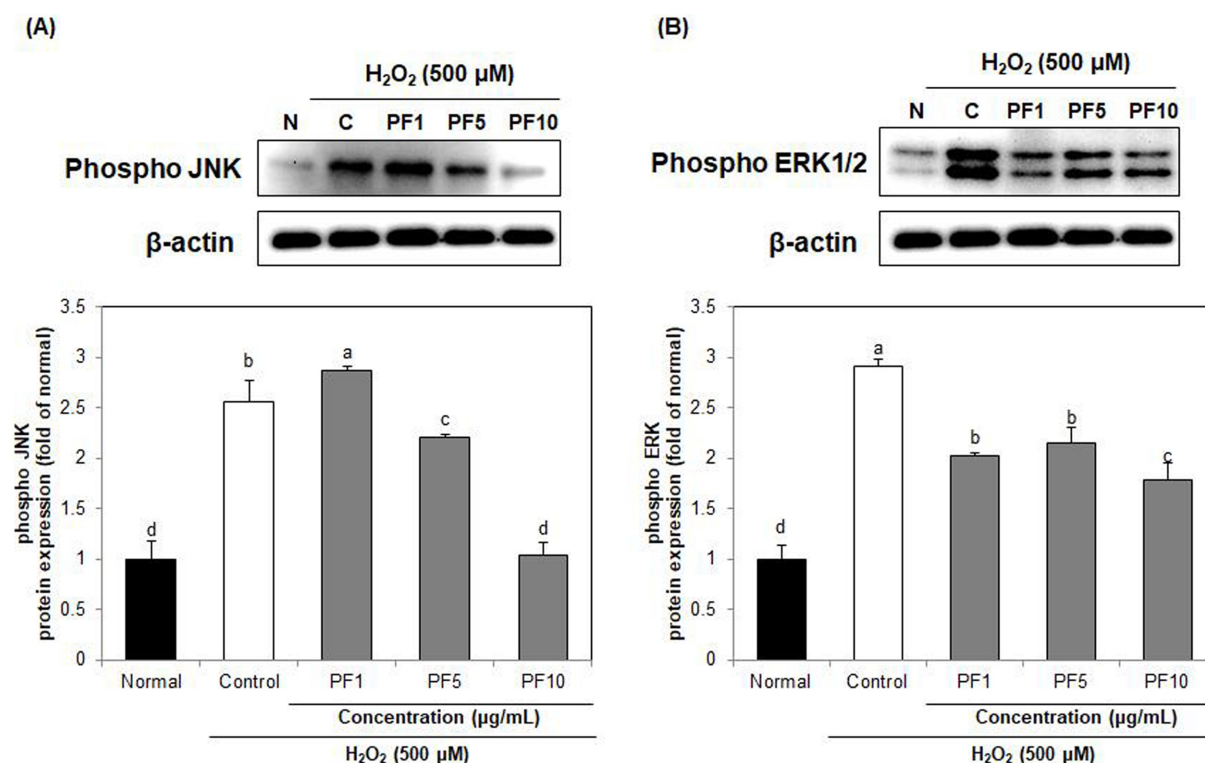 (A)
H₂O₂ (500 µM)
N C PF1 PF5 PF10
Phospho JNK
β-actin
phospho JNK
protein expression (fold of normal)
3.5
3
2.5
2
1.5
1
0.5
0
d
b
a
c
d
Normal Control PF1 PF5 PF10
Concentration (µg/mL)
H₂O₂ (500 µM)
(B)
H₂O₂ (500 µM)
N C PF1 PF5 PF10
Phospho ERK1/2
β-actin
phospho ERK
protein expression (fold of normal)
3.5
3
2.5
2
1.5
1
0.5
0
d
a
b
b
c
Normal Control PF1 PF5 PF10
Concentration (µg/mL)
H₂O₂ (500 µM)